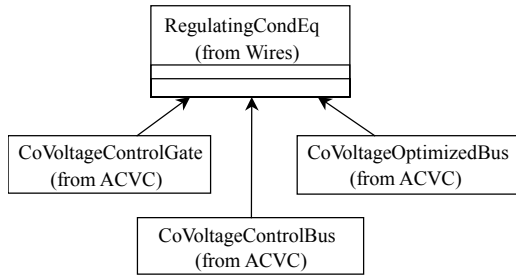 RegulatingCondEq
(from Wires)
CoVoltageControlGate
(from ACVC)
CoVoltageOptimizedBus
(from ACVC)
CoVoltageControlBus
(from ACVC)